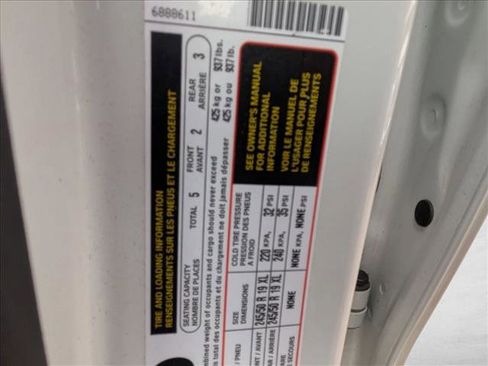 6888611
TIRE AND LOADING INFORMATION
RENSEIGNEMENTS SUR LES PNEUS ET LE CHARGEMENT
SEATING CAPACITY
NOMBRE DE PLACES
TOTAL 5
FRONT
AVANT
2
REAR
ARRIÈRE
3
weight of occupants and cargo should never exceed 425 kg or 937 lbs.
total des occupants et du chargement ne doit jamais dépasser 425 kg ou 937 lb.
SIZE
DIMENSIONS
COLD TIRE PRESSURE
PRESSION DES PNEUS
A FROID
/ AVANT 245/50 R 19 XL 220 KPA, 32 PSI
/ ARRIÈRE 245/50 R 19 XL 240 KPA, 35 PSI
SECOURS NONE NONE KPA, NONE PSI
/ PNEU
SEE OWNER'S MANUAL
FOR ADDITIONAL
INFORMATION
VOIR LE MANUEL DE
L'USAGER POUR PLUS
DE RENSEIGNEMENTS